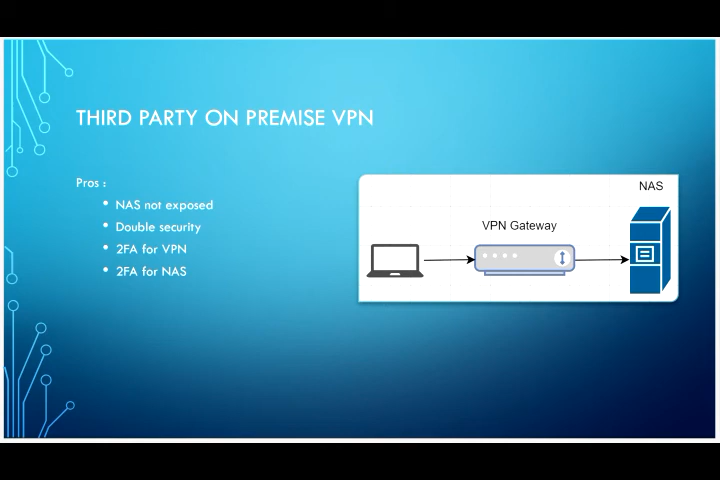 THIRD PARTY ON PREMISE VPN
Pros :
• NAS not exposed
• Double security
• 2FA for VPN
• 2FA for NAS
NAS
VPN Gateway